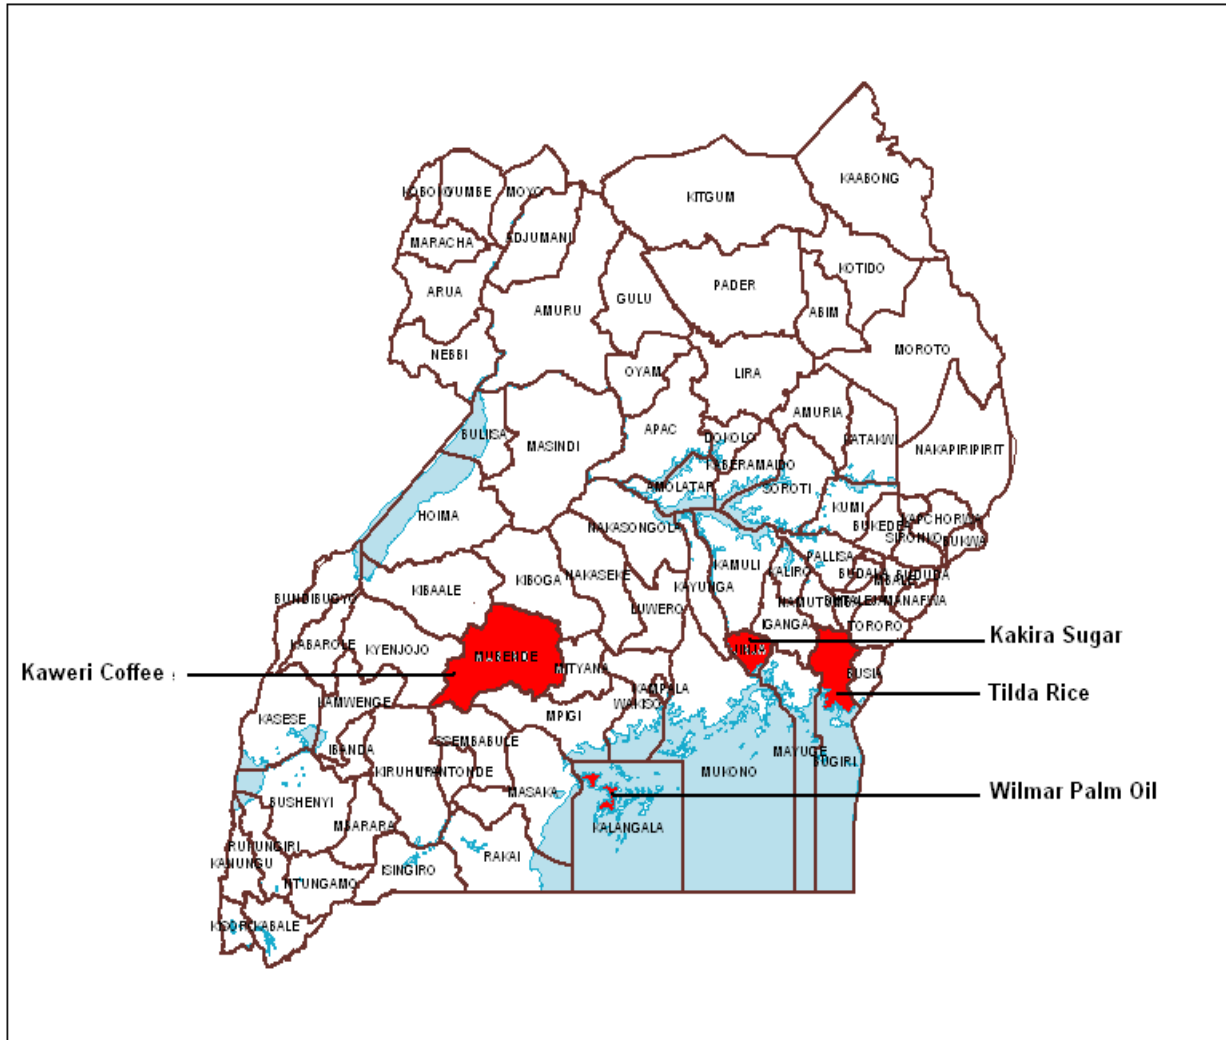 KAABONG
KITGUM
KOBOKO
YUMBE
MOYO
ADJUMANI
MARACHA
KOTIDO
ARUA
PADER
GULU
AMURU
ABIM
NEBBI
MOROTO
OYAM
LIRA
AMURIA
APAC
BULIISA
MASINDI
DOKOLO
KATAKWI
NAKAPIRIPIRIT
KABERAMAIDO
AMOLATAR
SOROTI
KUMI
HOIMA
NAKASONGOLA
BUKEDEA
KAPCHORWA
SIRONKO
BUKWA
PALLISA
KAMULI
KIBOGA
NAKASEKE
KALIRO
KAYUNGA
KIBAALE
BUNDIBUGYO
MBALE
BUDUDA
MANAFWA
NAMUTUMBA
LUWERO
IGANGA
TORORO
Kakira Sugar
KABAROLE
KYENJOJO
MUBENDE
MITYANA
JINJA
Kaweri Coffee :
BUSIA
KAMPALA
Tilda Rice
WAKISO
KAMWENGE
MPIGI
KASESE
SSEMBABULE
IBANDA
MAYUGE
BUGIRI
KIRUHURA
MUKONO
MASAKA
Wilmar Palm Oil
BUSHENYI
MBARARA
KALANGALA
RUKUNGIRI
RAKAI
KANUNGU
ISINGIRO
NTUNGAMO
KABALE